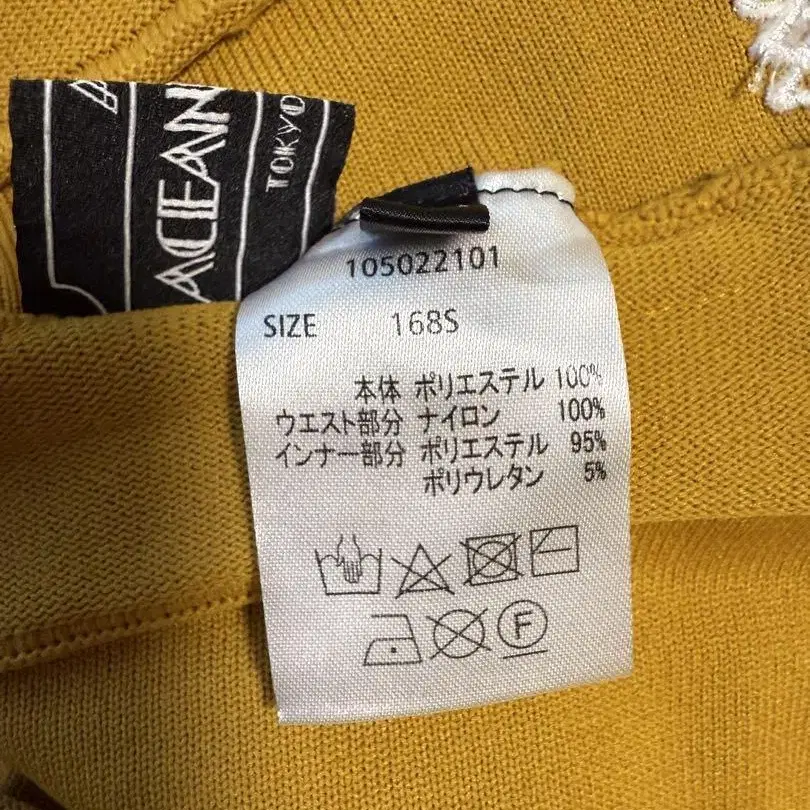 ACEAN
TOKYO
105022101
SIZE 168S
本体 ポリエステル 100%
ウエスト部分 ナイロン 100%
インナー部分 ポリエステル 95%
ポリウレタン 5%
F